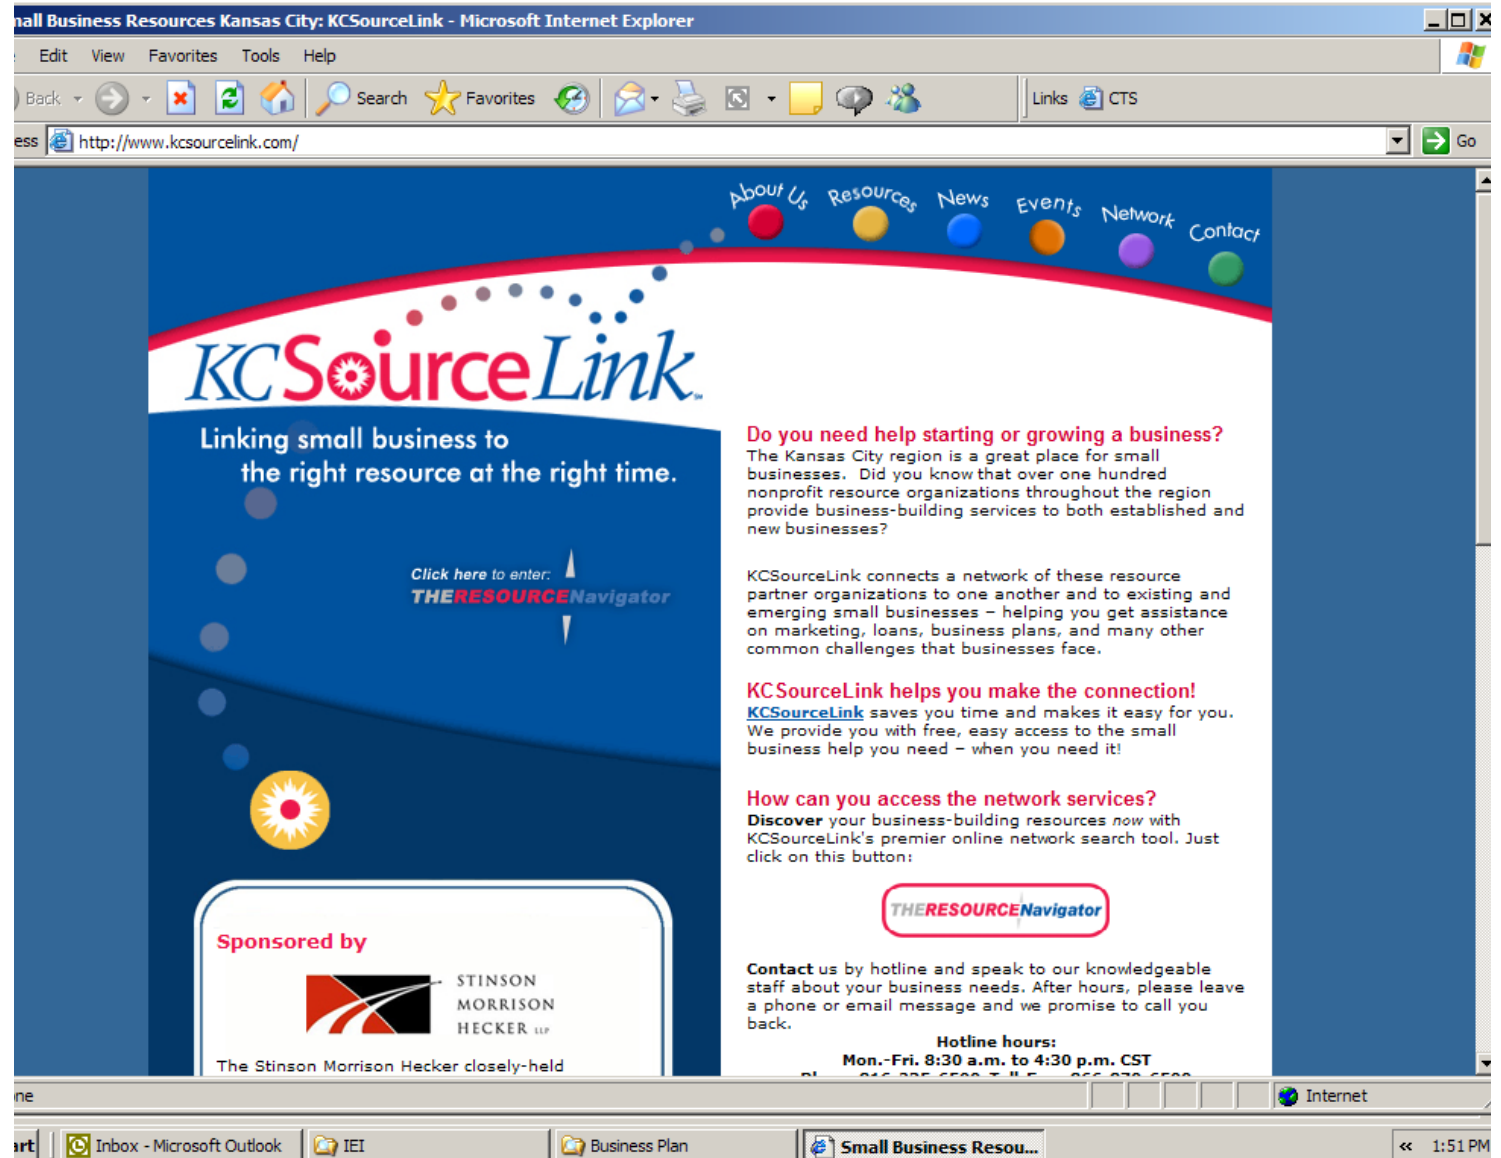 mall Business Resources Kansas City: KCSourceLink - Microsoft Internet Explorer
Edit View Favorites Tools Help
Back Search Favorites Links CTS
ess http://www.kcsourcelink.com/ Go
About Us Resources News Events Network Contact
KCSourceLink
Linking small business to
the right resource at the right time.
Click here to enter:
THERESOURCENavigator
Sponsored by
STINSON
MORRISON
HECKER LLP
The Stinson Morrison Hecker closely-held
Do you need help starting or growing a business?
The Kansas City region is a great place for small
businesses. Did you know that over one hundred
nonprofit resource organizations throughout the region
provide business-building services to both established and
new businesses?
KCSourceLink connects a network of these resource
partner organizations to one another and to existing and
emerging small businesses – helping you get assistance
on marketing, loans, business plans, and many other
common challenges that businesses face.
KCSourceLink helps you make the connection!
KCSourceLink saves you time and makes it easy for you.
We provide you with free, easy access to the small
business help you need – when you need it!
How can you access the network services?
Discover your business-building resources now with
KCSourceLink's premier online network search tool. Just
click on this button:
THERESOURCENavigator
Contact us by hotline and speak to our knowledgeable
staff about your business needs. After hours, please leave
a phone or email message and we promise to call you
back.
Hotline hours:
Mon.-Fri. 8:30 a.m. to 4:30 p.m. CST
ne Internet
art Inbox - Microsoft Outlook IEI Business Plan Small Business Resou... « 1:51 PM